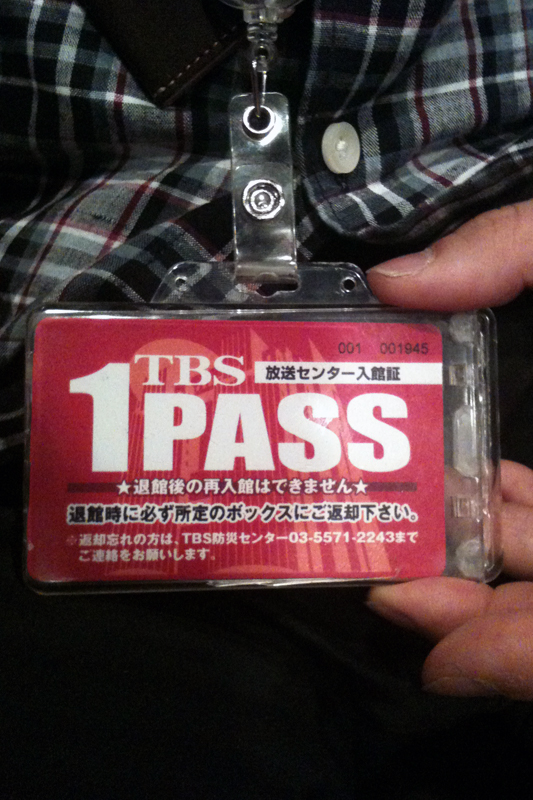 001 001945
TBS 放送センター入館証
1PASS
★退館後の再入館はできません★
退館時に必ず所定のボックスにご返却下さい。
※返却忘れの方は、TBS防災センター03-5571-2243まで
ご連絡をお願いします。